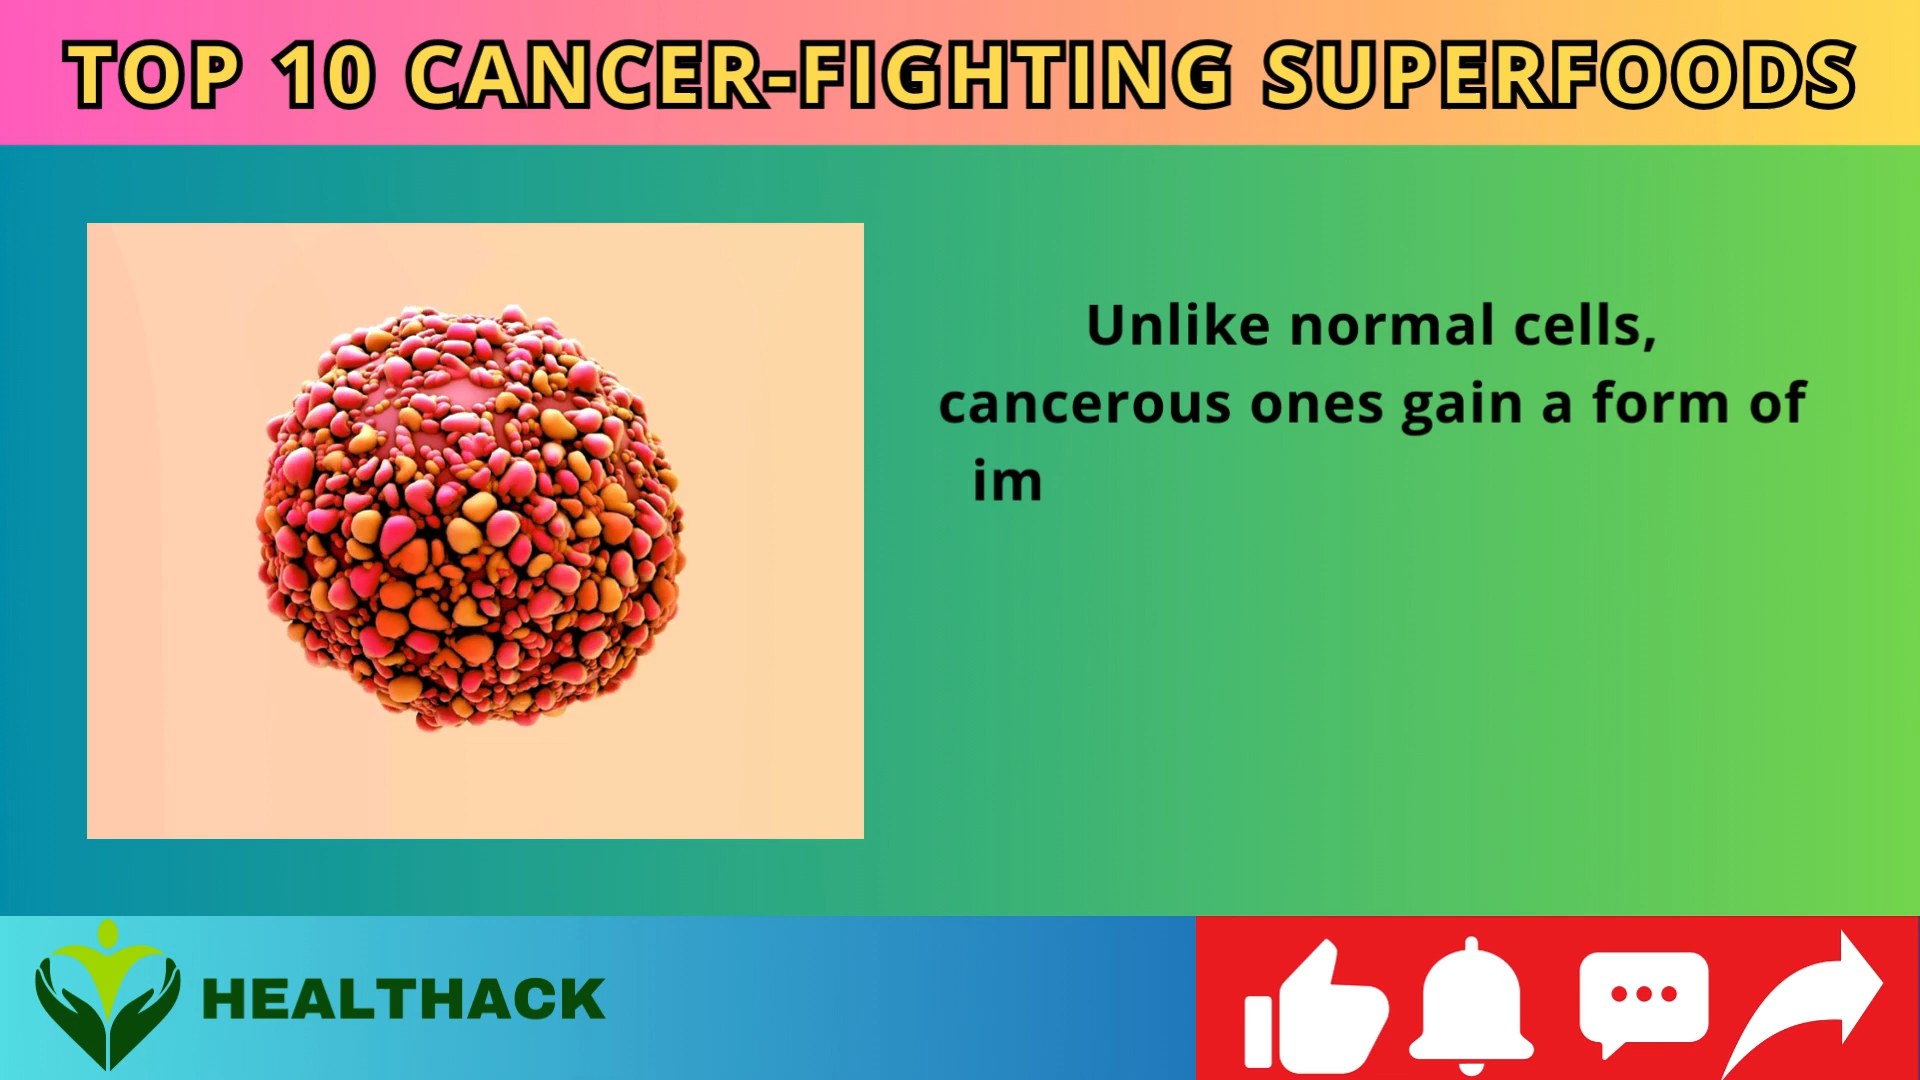 TOP 10 CANCER-FIGHTING SUPERFOODS
Unlike normal cells,
cancerous ones gain a form of
im
HEALTHACK